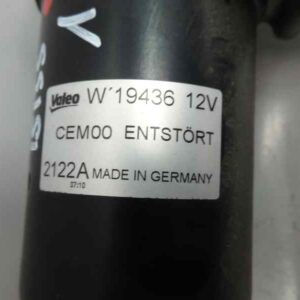 Valeo W´19436 12V
CEM00 ENTSTÖRT
2122A MADE IN GERMANY
37:10